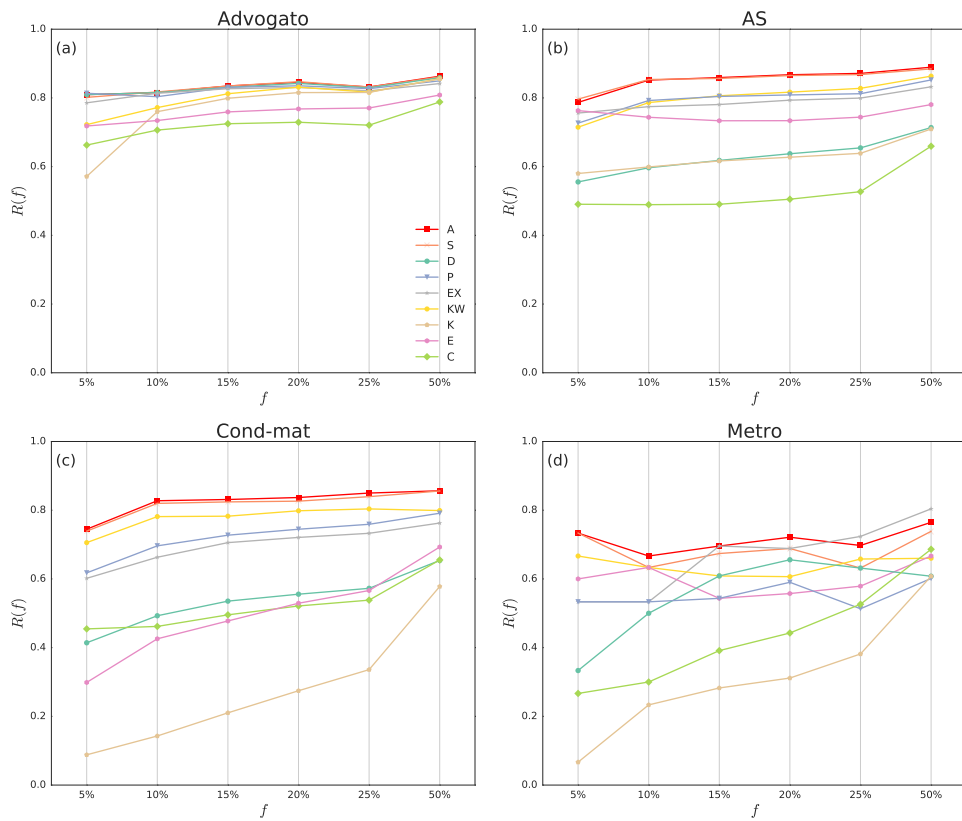 Advogato
(a)
1.0
0.8
0.6
0.4
0.2
0.0
R(f)
A
S
D
P
EX
KW
K
E
C
5% 10% 15% 20% 25% 50%
f
AS
(b)
1.0
0.8
0.6
0.4
0.2
0.0
R(f)
5% 10% 15% 20% 25% 50%
f
Cond-mat
(c)
1.0
0.8
0.6
0.4
0.2
0.0
R(f)
5% 10% 15% 20% 25% 50%
f
Metro
(d)
1.0
0.8
0.6
0.4
0.2
0.0
R(f)
5% 10% 15% 20% 25% 50%
f